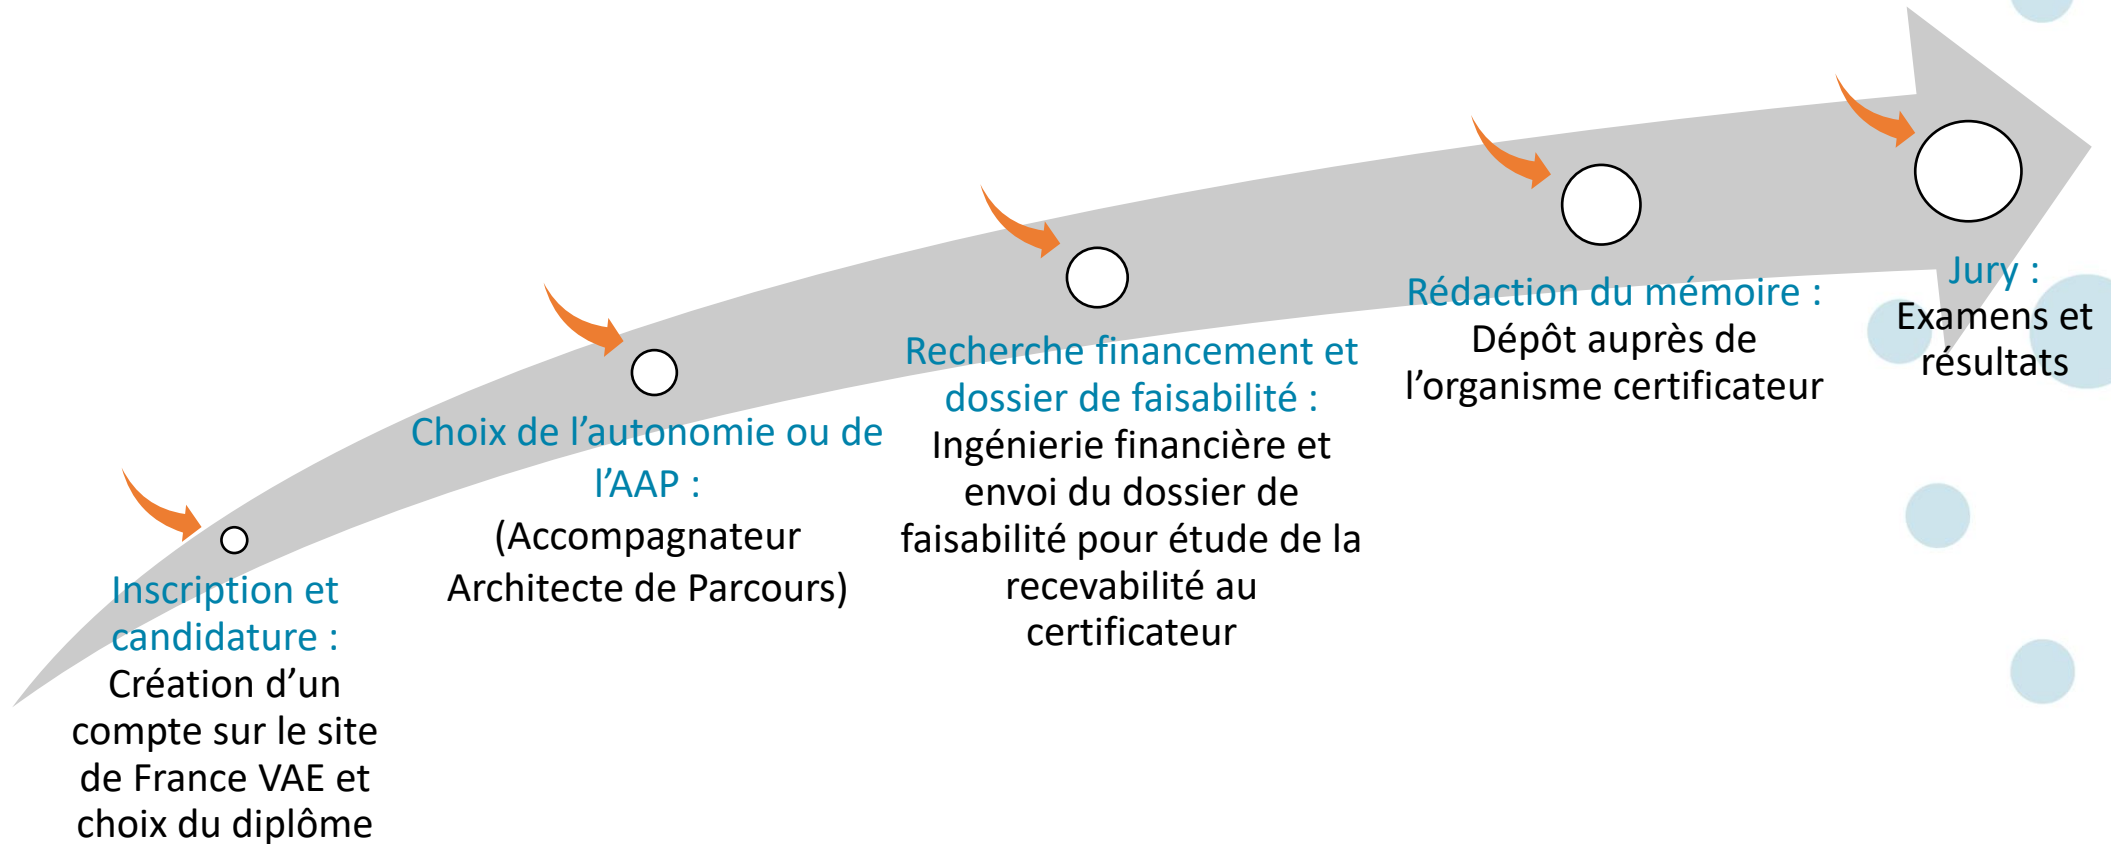 Inscription et
candidature :
Création d’un
compte sur le site
de France VAE et
choix du diplôme
Choix de l’autonomie ou de
l’AAP :
(Accompagnateur
Architecte de Parcours)
Recherche financement et
dossier de faisabilité :
Ingénierie financière et
envoi du dossier de
faisabilité pour étude de la
recevabilité au
certificateur
Rédaction du mémoire :
Dépôt auprès de
l’organisme certificateur
Jury :
Examens et
résultats